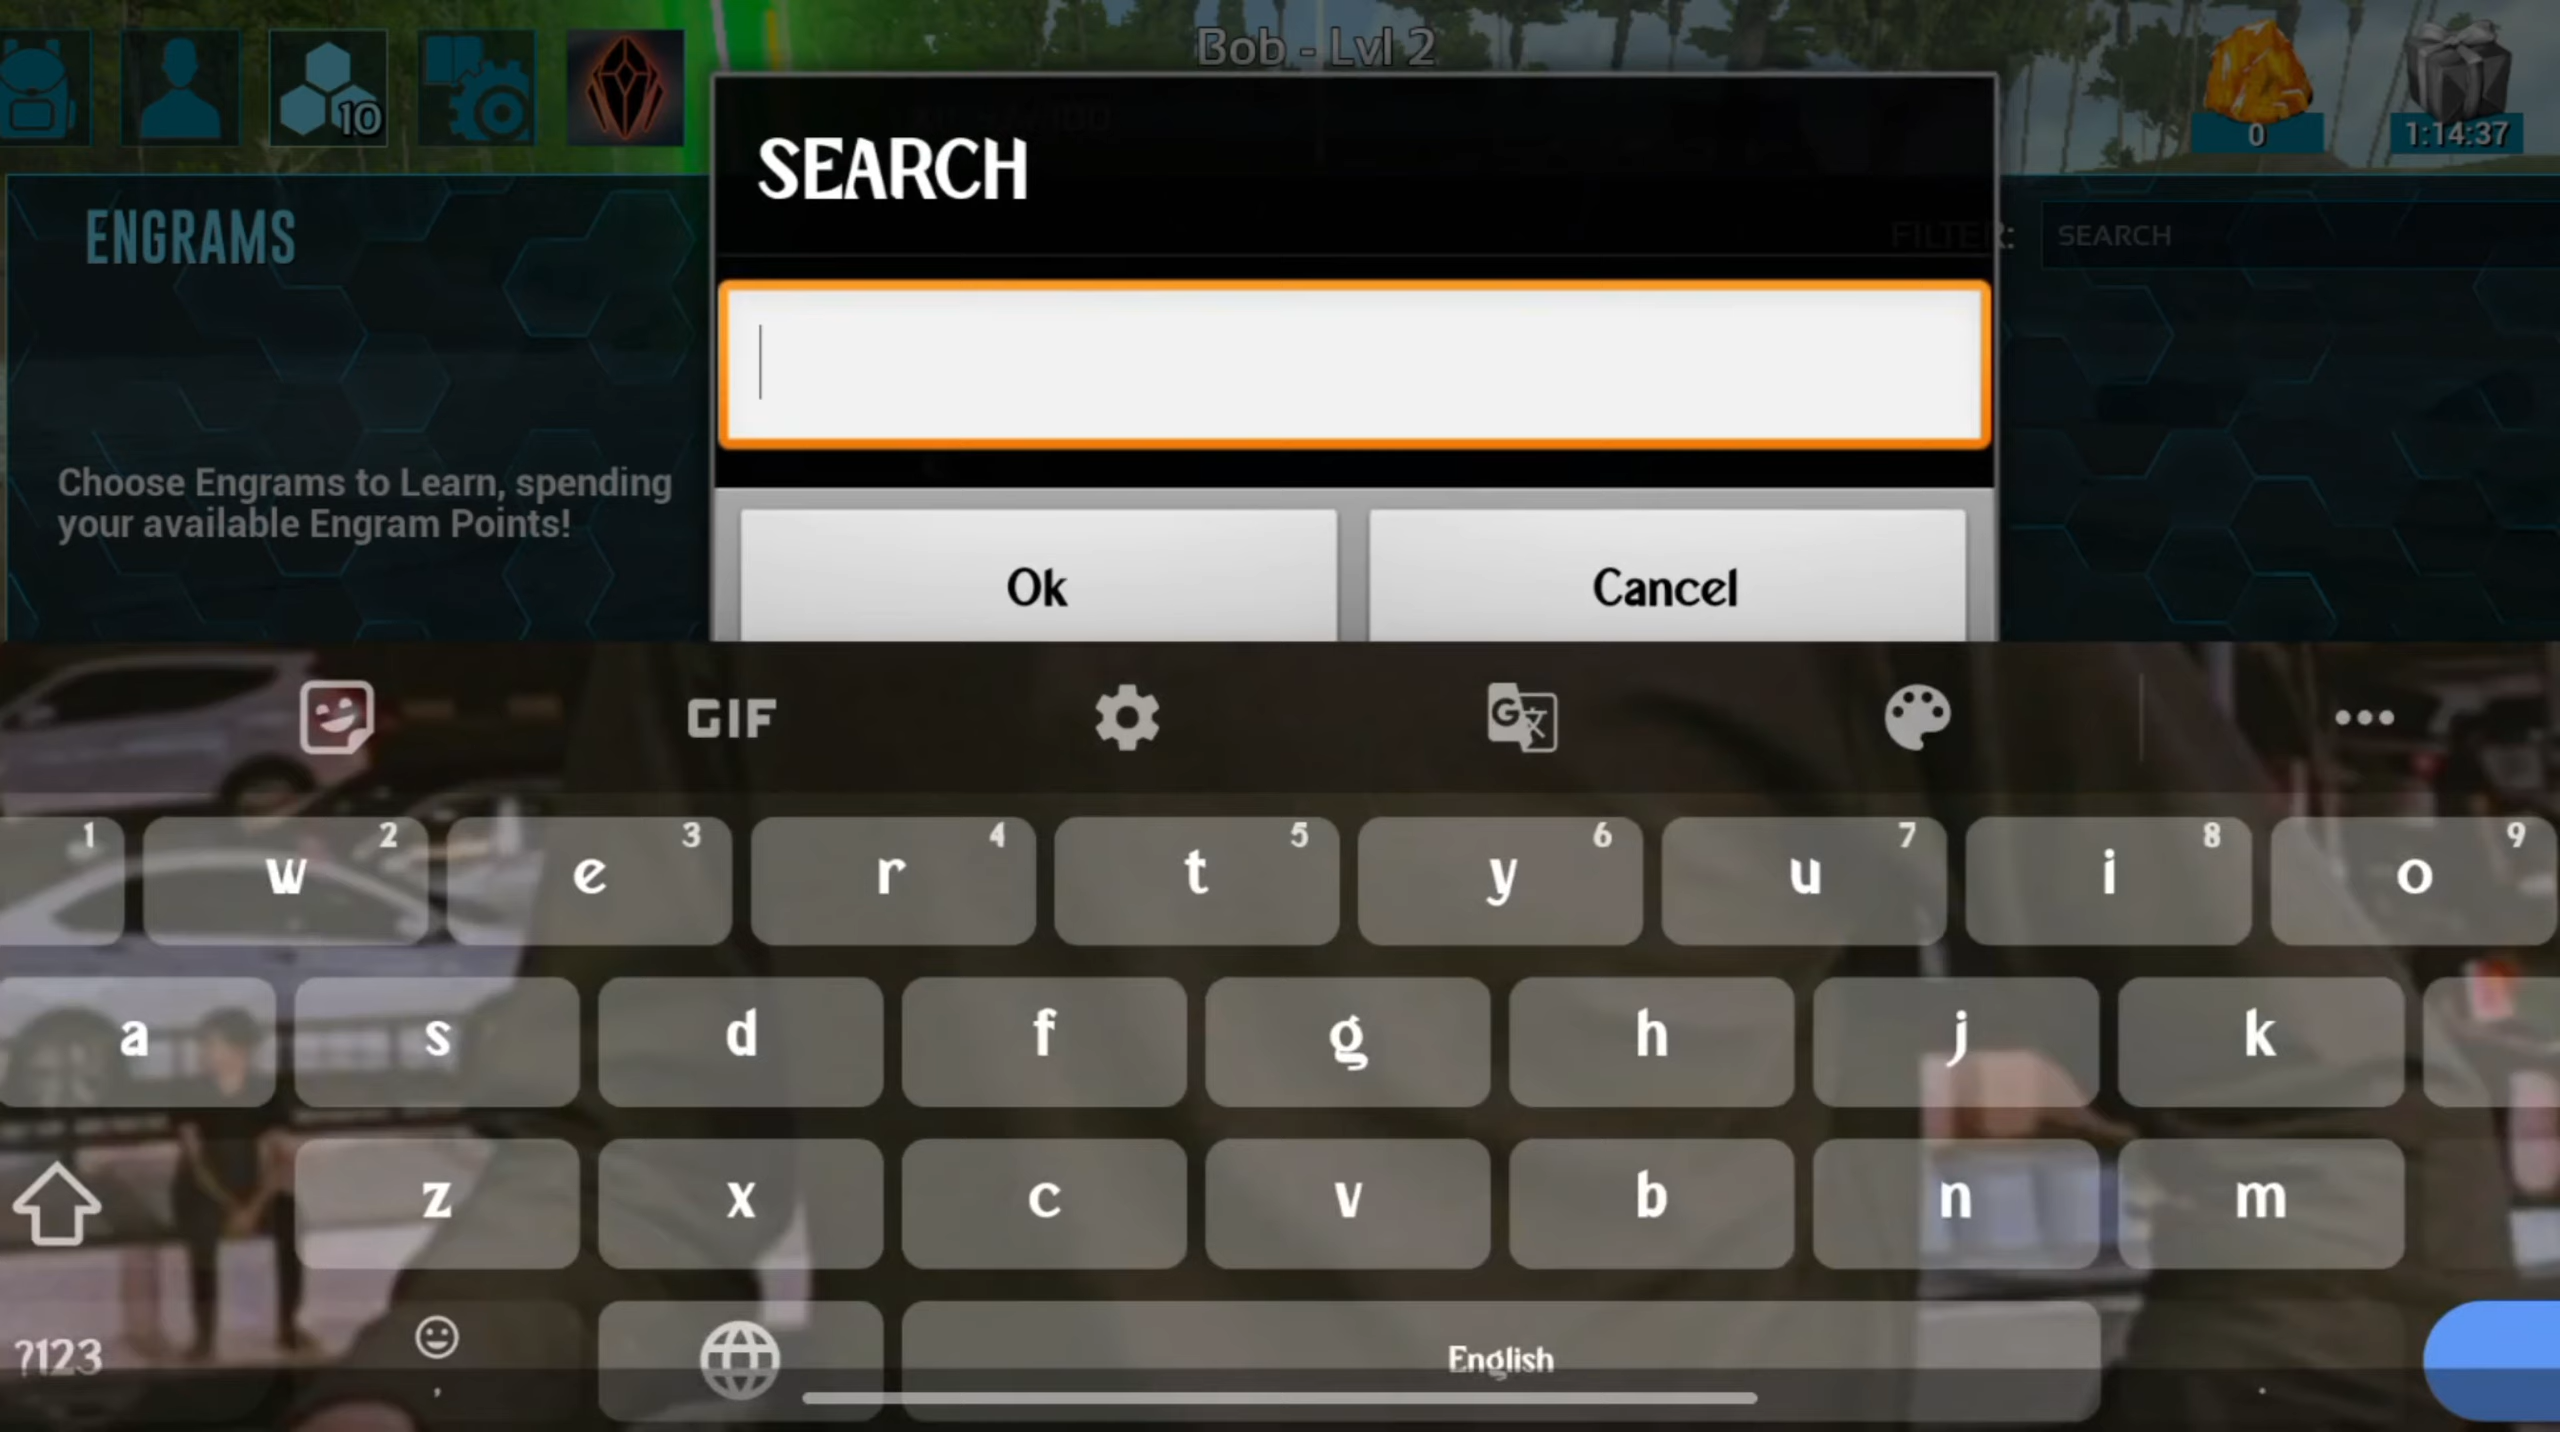 Bob - Lvl 2
10
0
1:14:37
SEARCH
ENGRAMS
FILTER:
SEARCH
Choose Engrams to Learn, spending
your available Engram Points!
Ok
Cancel
GIF
G
1 2 3 4 5 6 7 8 9
w e r t y u i o
a s d f g h j k
z x c v b n m
?123
,
English
.